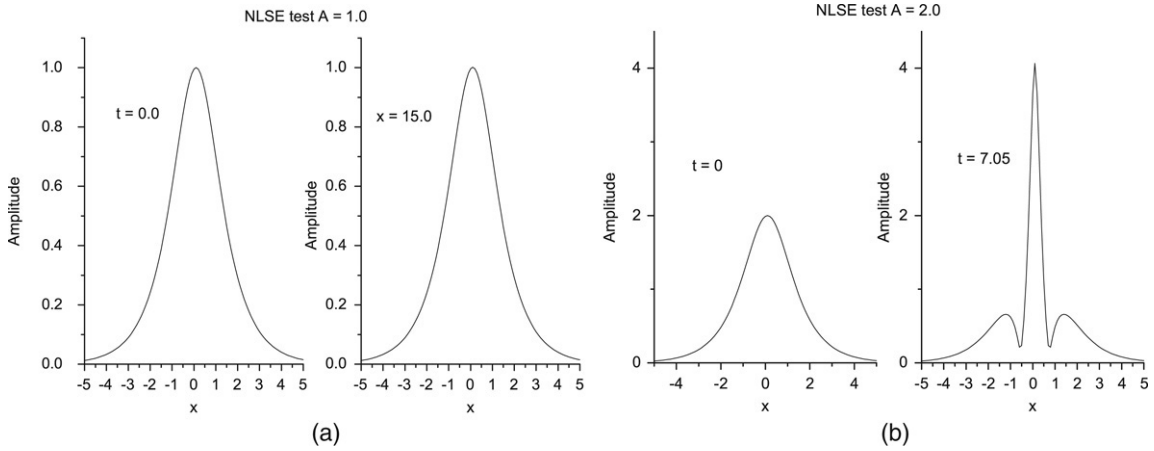 NLSE test A = 1.0
Amplitude
1.0
0.8
0.6
0.4
0.2
0.0
t = 0.0
-5 -4 -3 -2 -1 0 1 2 3 4 5
x
Amplitude
1.0
0.8
0.6
0.4
0.2
0.0
x = 15.0
-5 -4 -3 -2 -1 0 1 2 3 4 5
x
(a)
NLSE test A = 2.0
Amplitude
4
2
0
t = 0
-4 -2 0 2 4
x
Amplitude
4
2
0
t = 7.05
-5 -4 -3 -2 -1 0 1 2 3 4 5
x
(b)